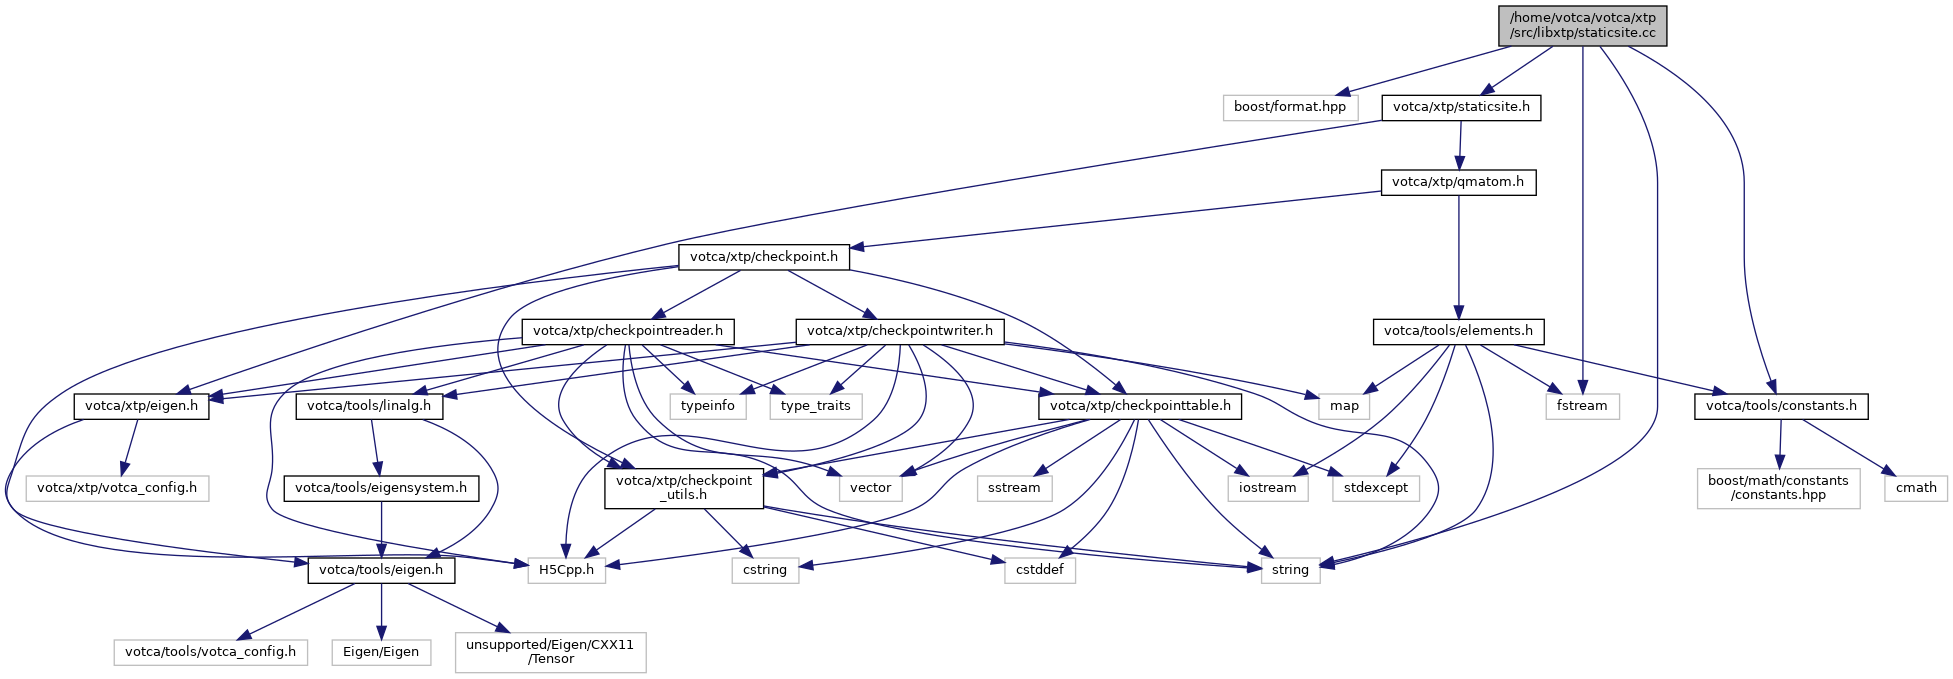 /home/votca/votca/xtp
/src/libxtp/staticsite.cc
boost/format.hpp
votca/xtp/staticsite.h
votca/xtp/qmatom.h
votca/xtp/checkpoint.h
votca/xtp/checkpointreader.h
votca/xtp/checkpointwriter.h
votca/tools/elements.h
votca/xtp/eigen.h
votca/tools/linalg.h
typeinfo
type_traits
votca/xtp/checkpointtable.h
map
fstream
votca/tools/constants.h
votca/xtp/votca_config.h
votca/tools/eigensystem.h
votca/xtp/checkpoint
_utils.h
vector
sstream
iostream
stdexcept
boost/math/constants
/constants.hpp
cmath
votca/tools/eigen.h
H5Cpp.h
cstring
cstddef
string
votca/tools/votca_config.h
Eigen/Eigen
unsupported/Eigen/CXX11
/Tensor